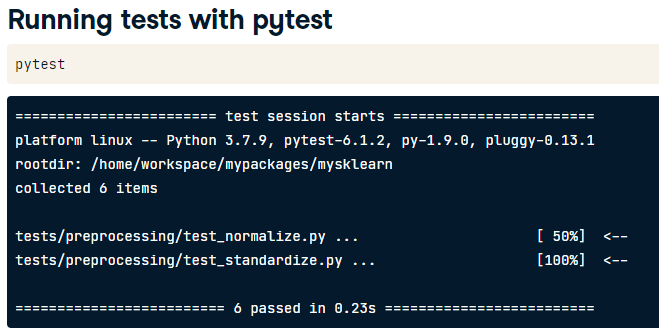 Running tests with pytest
pytest
======================== test session starts ========================
platform linux -- Python 3.7.9, pytest-6.1.2, py-1.9.0, pluggy-0.13.1
rootdir: /home/workspace/mypackages/mysklearn
collected 6 items
tests/preprocessing/test_normalize.py ...                     [ 50%]  <--
tests/preprocessing/test_standardize.py ...                   [100%]  <--
========================= 6 passed in 0.23s =========================